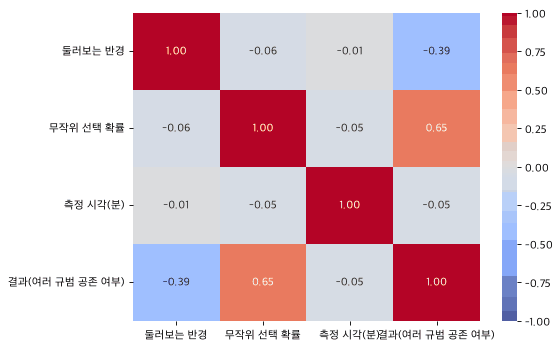 둘러보는 반경
1.00 -0.06 -0.01 -0.39
무작위 선택 확률
-0.06 1.00 -0.05 0.65
측정 시각(분)
-0.01 -0.05 1.00 -0.05
결과(여러 규범 공존 여부)
-0.39 0.65 -0.05 1.00
둘러보는 반경 무작위 선택 확률 측정 시각(분) 결과(여러 규범 공존 여부)
1.00
0.75
0.50
0.25
0.00
-0.25
-0.50
-0.75
-1.00